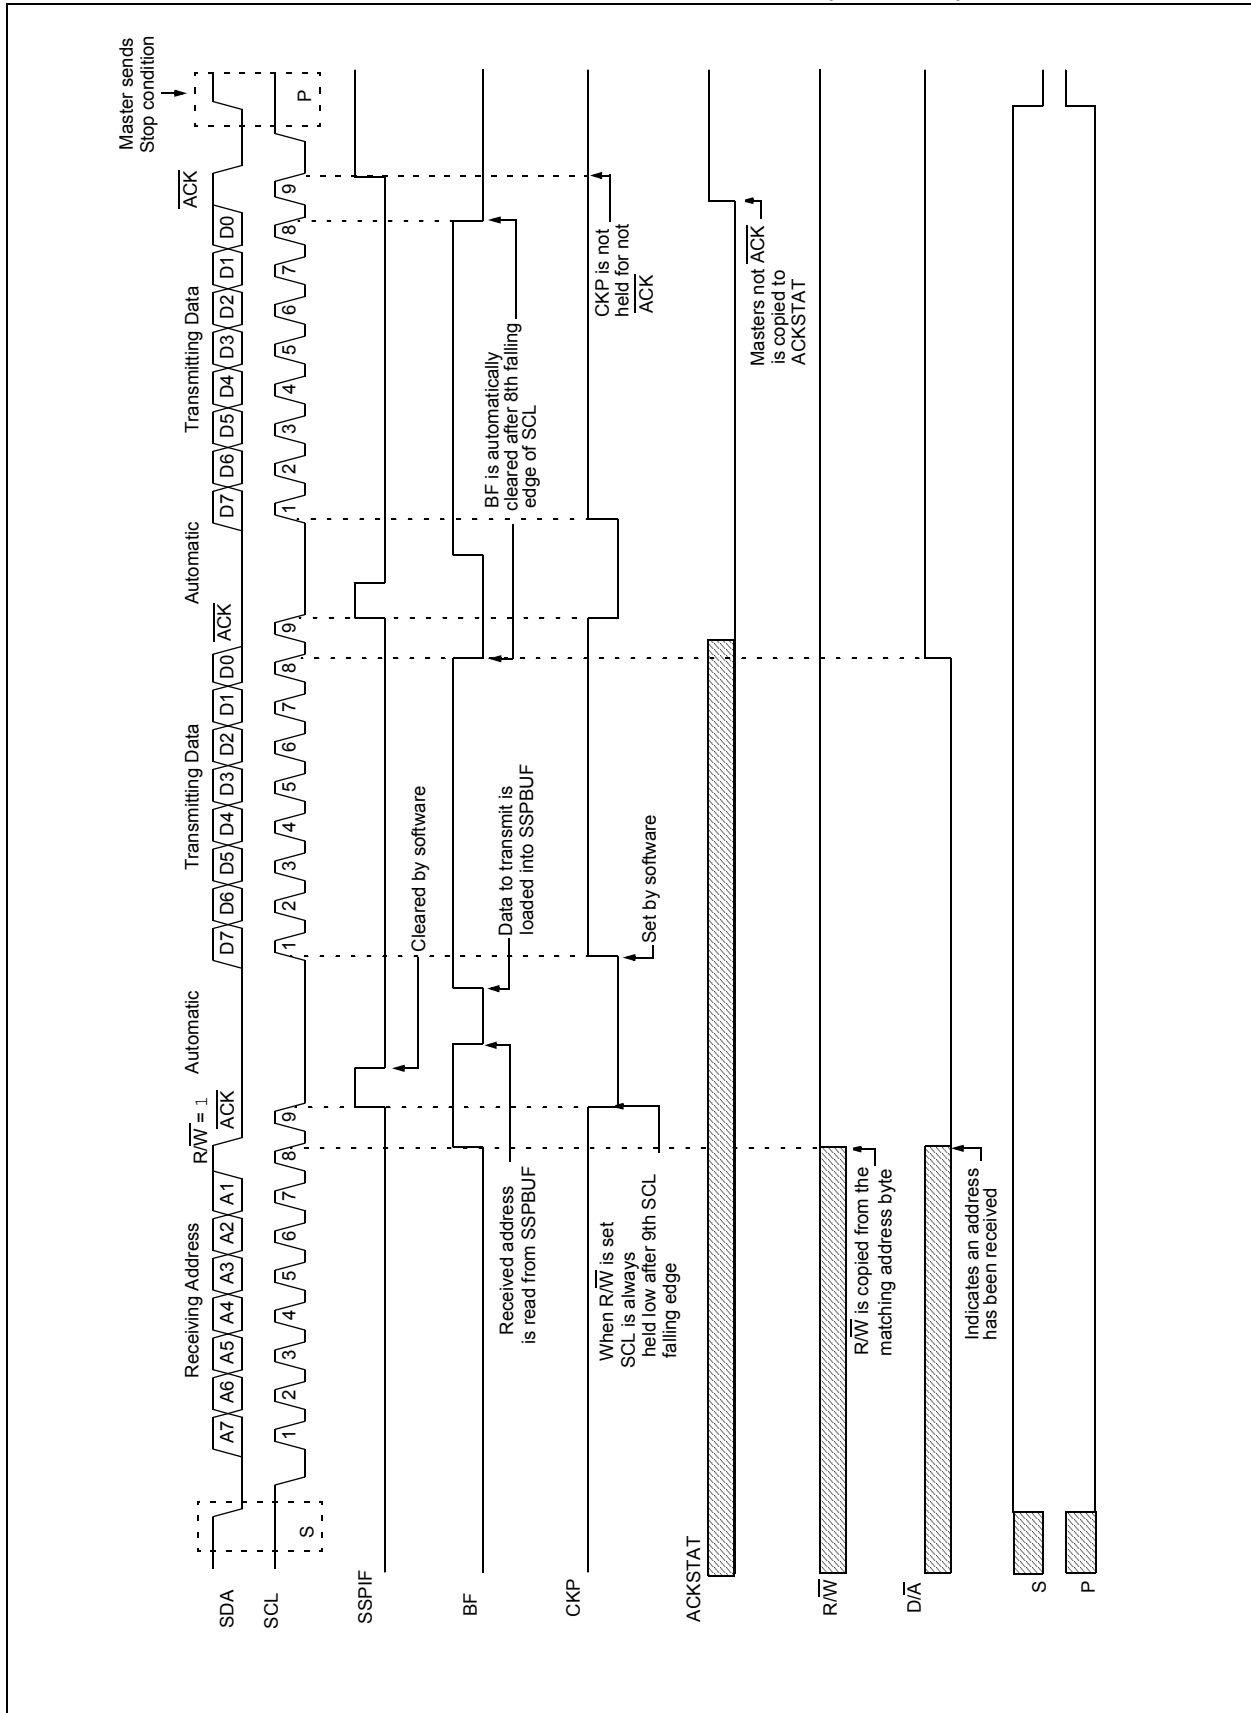 Master sends
Stop condition
Receiving Address
R/W = 1
Automatic
Transmitting Data
Automatic
Transmitting Data
ACK
ACK
ACK
SDA
A7 A6 A5 A4 A3 A2 A1
D7 D6 D5 D4 D3 D2 D1 D0
D7 D6 D5 D4 D3 D2 D1 D0
SCL
S
1 2 3 4 5 6 7 8 9
1 2 3 4 5 6 7 8 9
1 2 3 4 5 6 7 8 9
P
SSPIF
Cleared by software
BF
Received address
is read from SSPBUF
Data to transmit is
loaded into SSPBUF
BF is automatically
cleared after 8th falling
edge of SCL
CKP
When R/W is set
SCL is always
held low after 9th SCL
falling edge
Set by software
CKP is not
held for not
ACK
ACKSTAT
Masters not ACK
is copied to
ACKSTAT
R/W
R/W is copied from the
matching address byte
D/A
Indicates an address
has been received
S
P